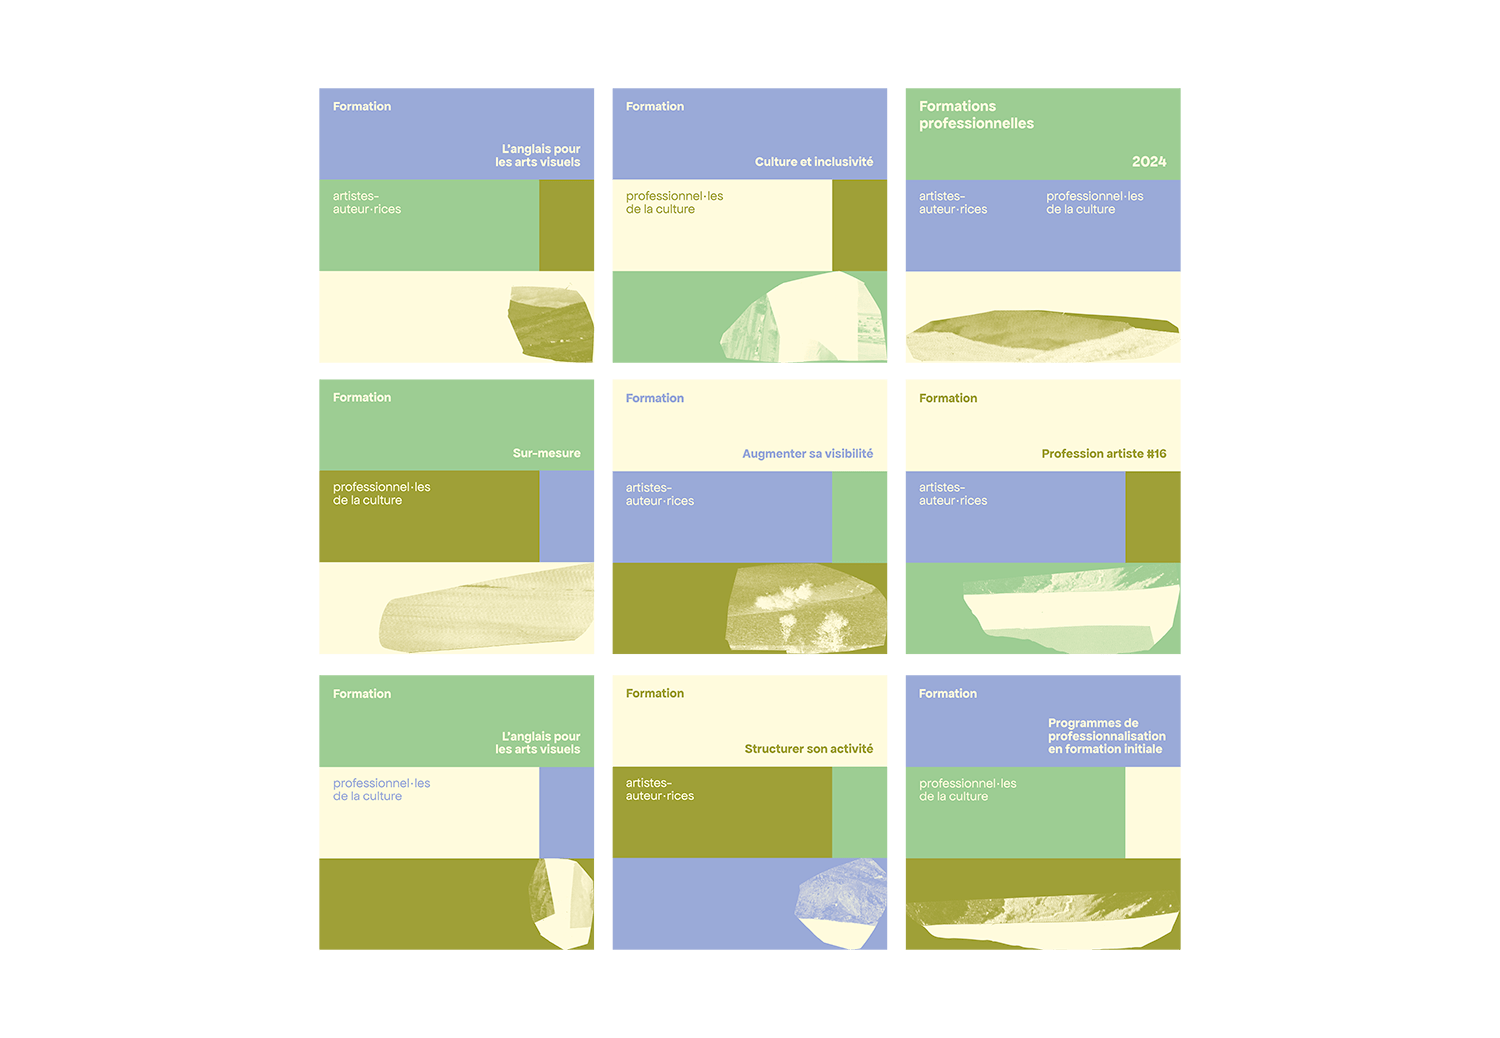 Formation
L'anglais pour
les arts visuels
artistes-
auteur·rices
Formation
Culture et inclusivité
professionnel·les
de la culture
Formations
professionnelles
2024
artistes-
auteur·rices
professionnel·les
de la culture
Formation
Sur-mesure
professionnel·les
de la culture
Formation
Augmenter sa visibilité
artistes-
auteur·rices
Formation
Profession artiste #16
artistes-
auteur·rices
Formation
L'anglais pour
les arts visuels
professionnel·les
de la culture
Formation
Structurer son activité
artistes-
auteur·rices
Formation
Programmes de
professionnalisation
en formation initiale
professionnel·les
de la culture